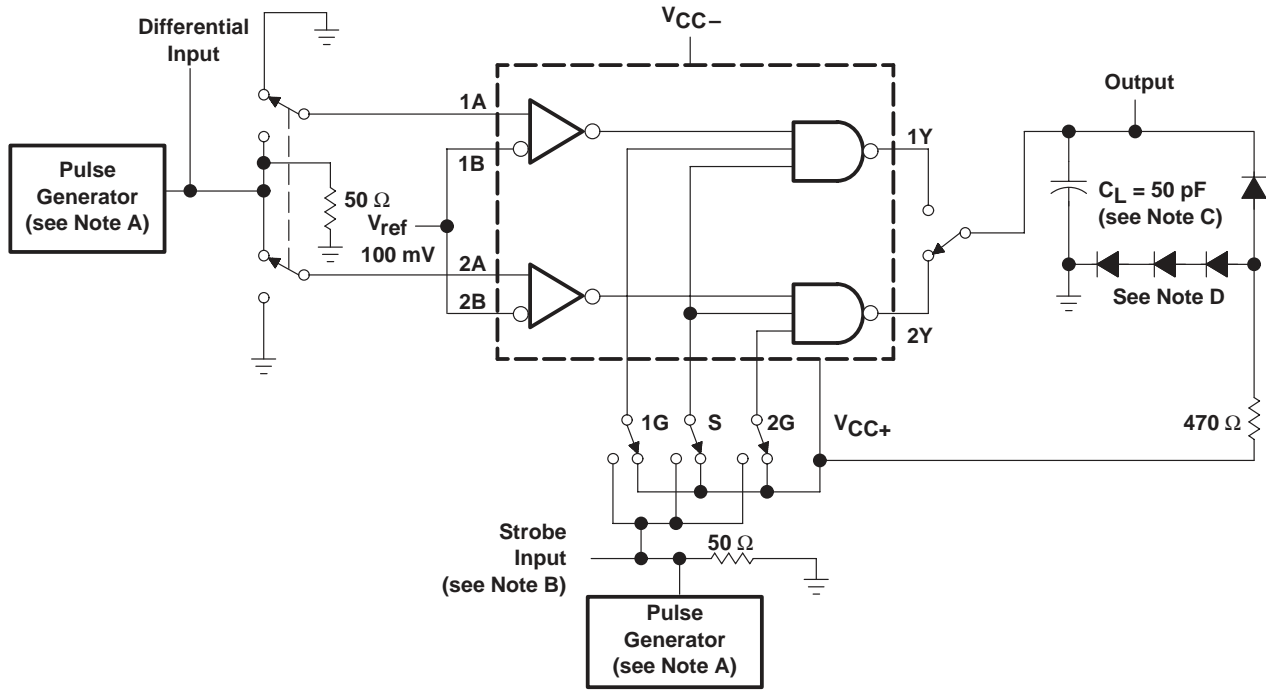 V CC–
Differential
Input
Output
1A
1Y
Pulse
Generator
(see Note A)
1B
50 Ω
Vref
100 mV
CL = 50 pF
(see Note C)
2A
2B
2Y
See Note D
1G
S
2G
VCC+
470 Ω
Strobe
Input
(see Note B)
50 Ω
Pulse
Generator
(see Note A)